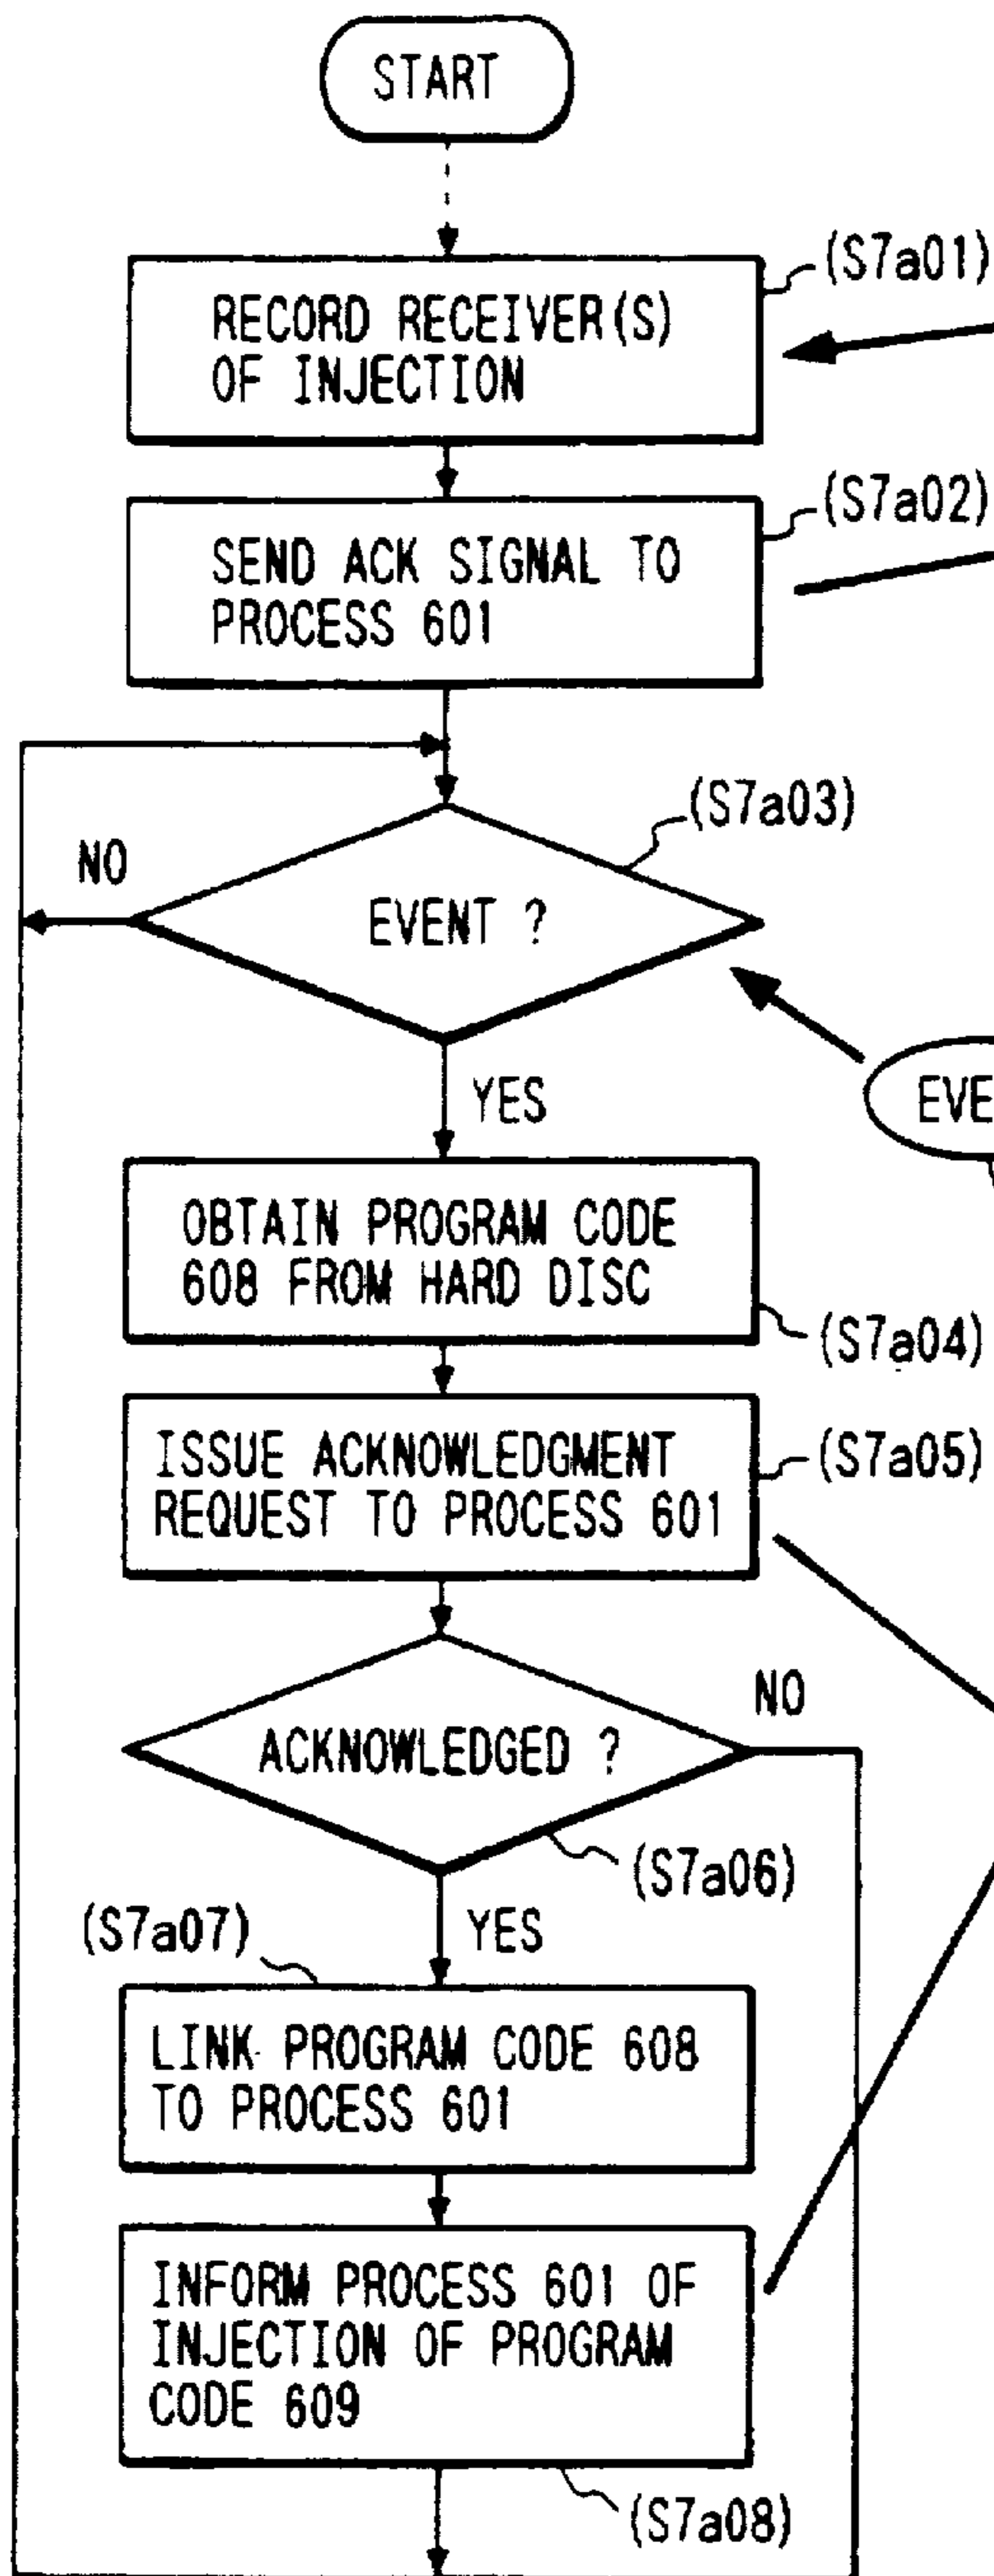 START
(S7a01)
RECORD RECEIVER(S)
OF INJECTION
(S7a02)
SEND ACK SIGNAL TO
PROCESS 601
(S7a03)
NO
EVENT ?
YES
EVE
OBTAIN PROGRAM CODE
608 FROM HARD DISC
(S7a04)
ISSUE ACKNOWLEDGMENT
REQUEST TO PROCESS 601
(S7a05)
NO
ACKNOWLEDGED ?
(S7a06)
YES
(S7a07)
LINK PROGRAM CODE 608
TO PROCESS 601
INFORM PROCESS 601 OF
INJECTION OF PROGRAM
CODE 609
(S7a08)